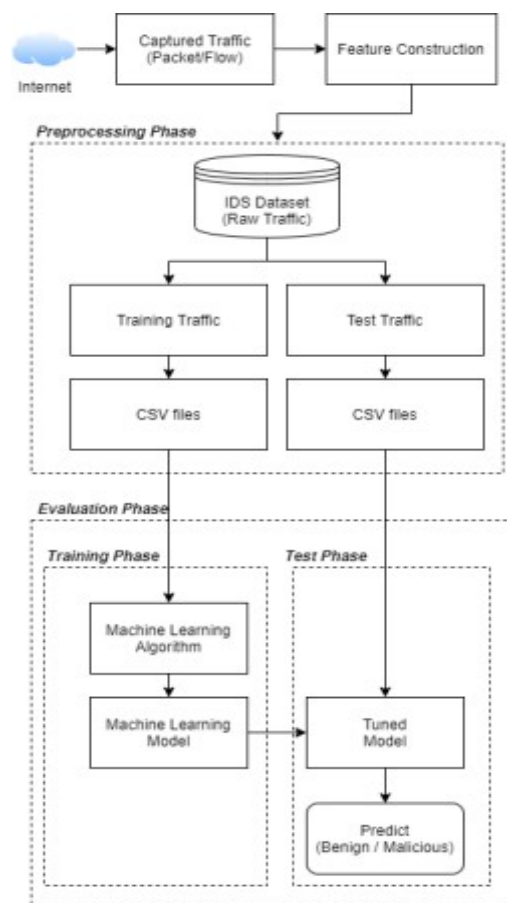 Internet
Captured Traffic
(Packet/Flow)
Feature Construction
Preprocessing Phase
IDS Dataset
(Raw Traffic)
Training Traffic
Test Traffic
CSV files
CSV files
Evaluation Phase
Training Phase
Test Phase
Machine Learning
Algorithm
Machine Learning
Model
Tuned
Model
Predict
(Benign / Malicious)